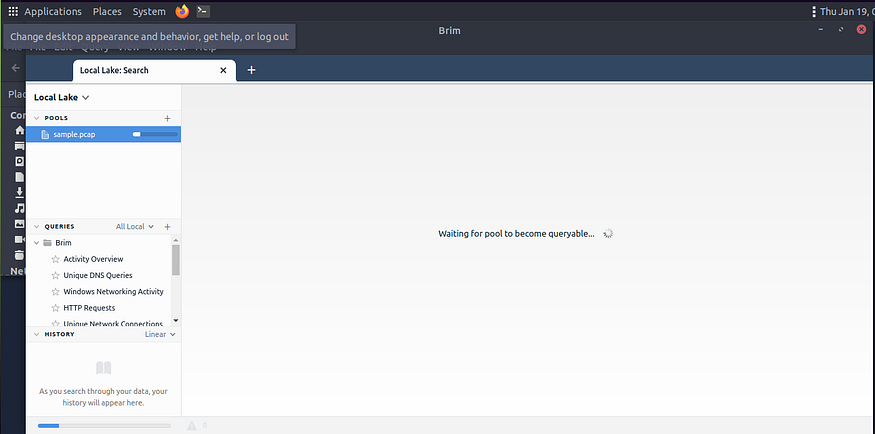 Applications Places System Thu Jan 19,
Change desktop appearance and behavior, get help, or log out
Brim
Local Lake: Search
Local Lake
POOLS
sample.pcap
Waiting for pool to become queryable...
QUERIES All Local
Brim
Activity Overview
Unique DNS Queries
Windows Networking Activity
HTTP Requests
Unique Network Connections
HISTORY Linear
As you search through your data, your
history will appear here.